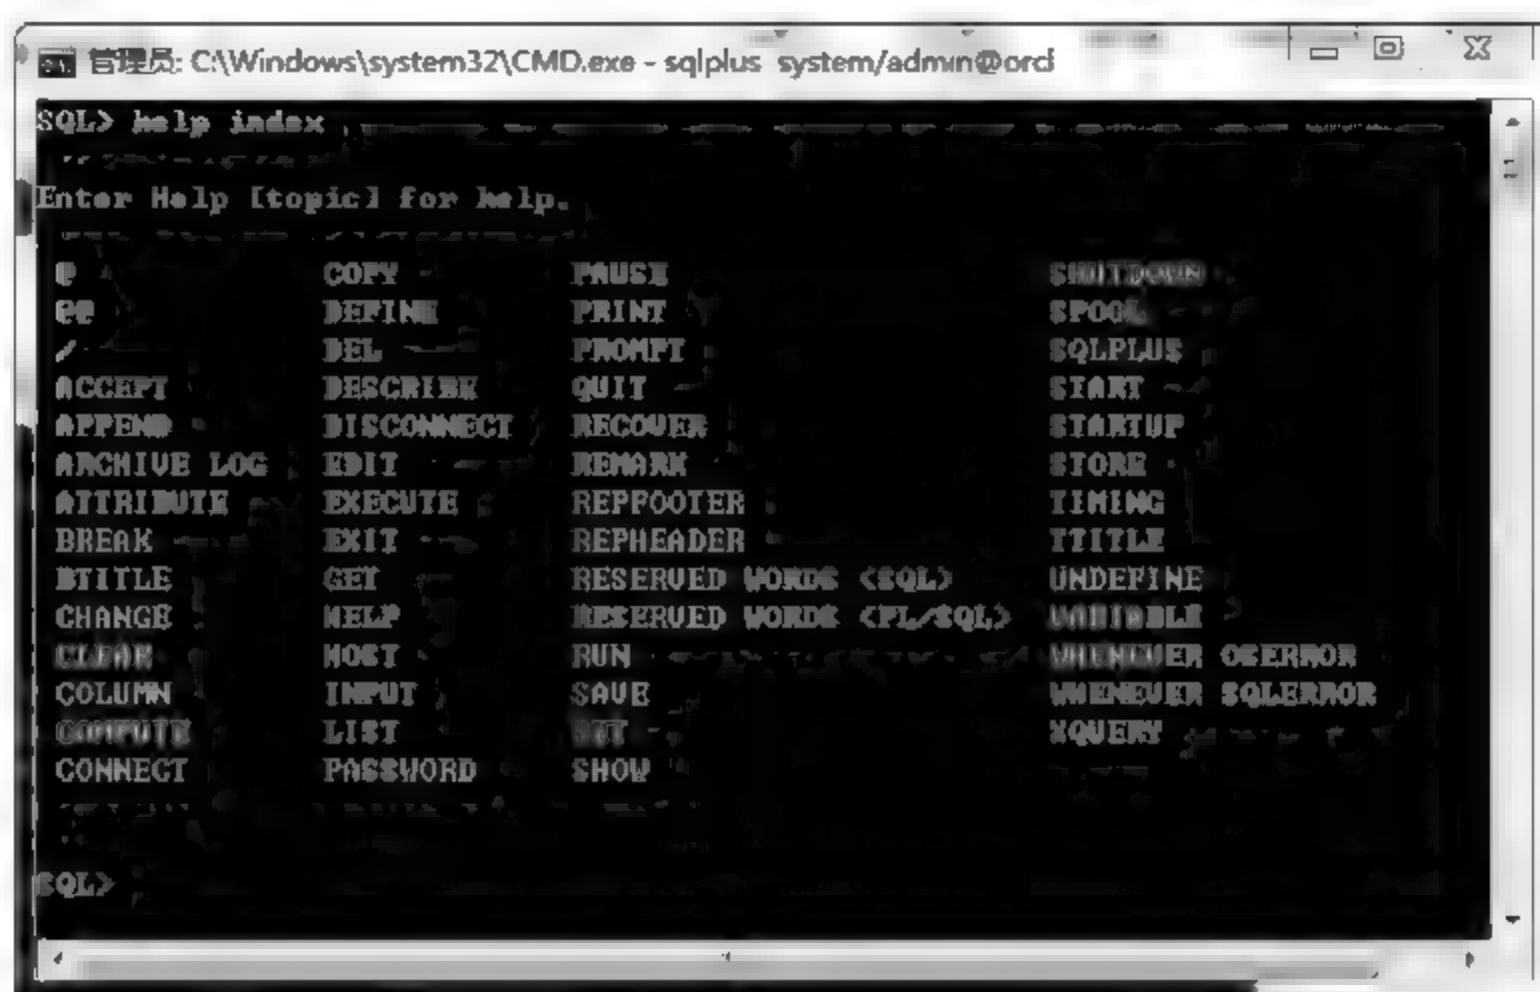 管理员: C:\Windows\system32\CMD.exe - sqlplus system/admin@orcl
SQL> help index
Enter Help [topic] for help.
@ COPY PAUSE SHUTDOWN
@@ DEFINE PRINT SPOOL
/ DEL PROMPT SQLPLUS
ACCEPT DESCRIBE QUIT START
APPEND DISCONNECT RECOVER STARTUP
ARCHIVE LOG EDIT REMARK STORE
ATTRIBUTE EXECUTE REPFOOTER TIMING
BREAK EXIT REPHEADER TTITLE
BTITLE GET RESERVED WORDS (SQL) UNDEFINE
CHANGE HELP RESERVED WORDS (PL/SQL) VARIABLE
CLEAR HOST RUN WHENEVER OSERROR
COLUMN INPUT SAVE WHENEVER SQLERROR
COMPUTE LIST SET XQUERY
CONNECT PASSWORD SHOW
SQL>